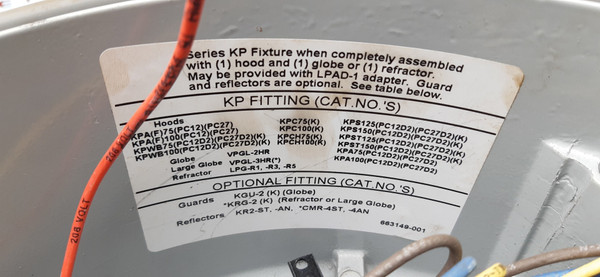 Series KP Fixture when completely assembled
with (1) hood and (1) globe or (1) refractor.
May be provided with LPAD-1 adapter. Guard
and reflectors are optional. See table below.
KP FITTING (CAT.NO.'S)
Hoods
KPA(F)75(PC12)(PC27)
KPA(F)100(PC12)(PC27)
KPWB75(PC12D2)(PC27D2)(K)
KPWB100(PC12D2)(PC27D2)(K)
KPC75(K)
KPC100(K)
KPCH75(K)
KPCH100(K)
KPS125(PC12D2)(PC27D2)(K)
KPS150(PC12D2)(PC27D2)(K)
KPST125(PC12D2)(PC27D2)(K)
KPST150(PC12D2)(PC27D2)(K)
KPA75(PC12D2)(PC27D2)
KPA100(PC12D2)(PC27D2)
Globe VPGL-2HR
Large Globe VPGL-3HR(*)
Refractor LPG-R1, -R3, -R5
OPTIONAL FITTING (CAT.NO.'S)
Guards KGU-2 (K) (Globe)
*KRG-2 (K) (Refractor or Large Globe)
Reflectors KR2-ST, -AN, *CMR-4ST, -4AN
663149-001
VOLT
208 VOLT